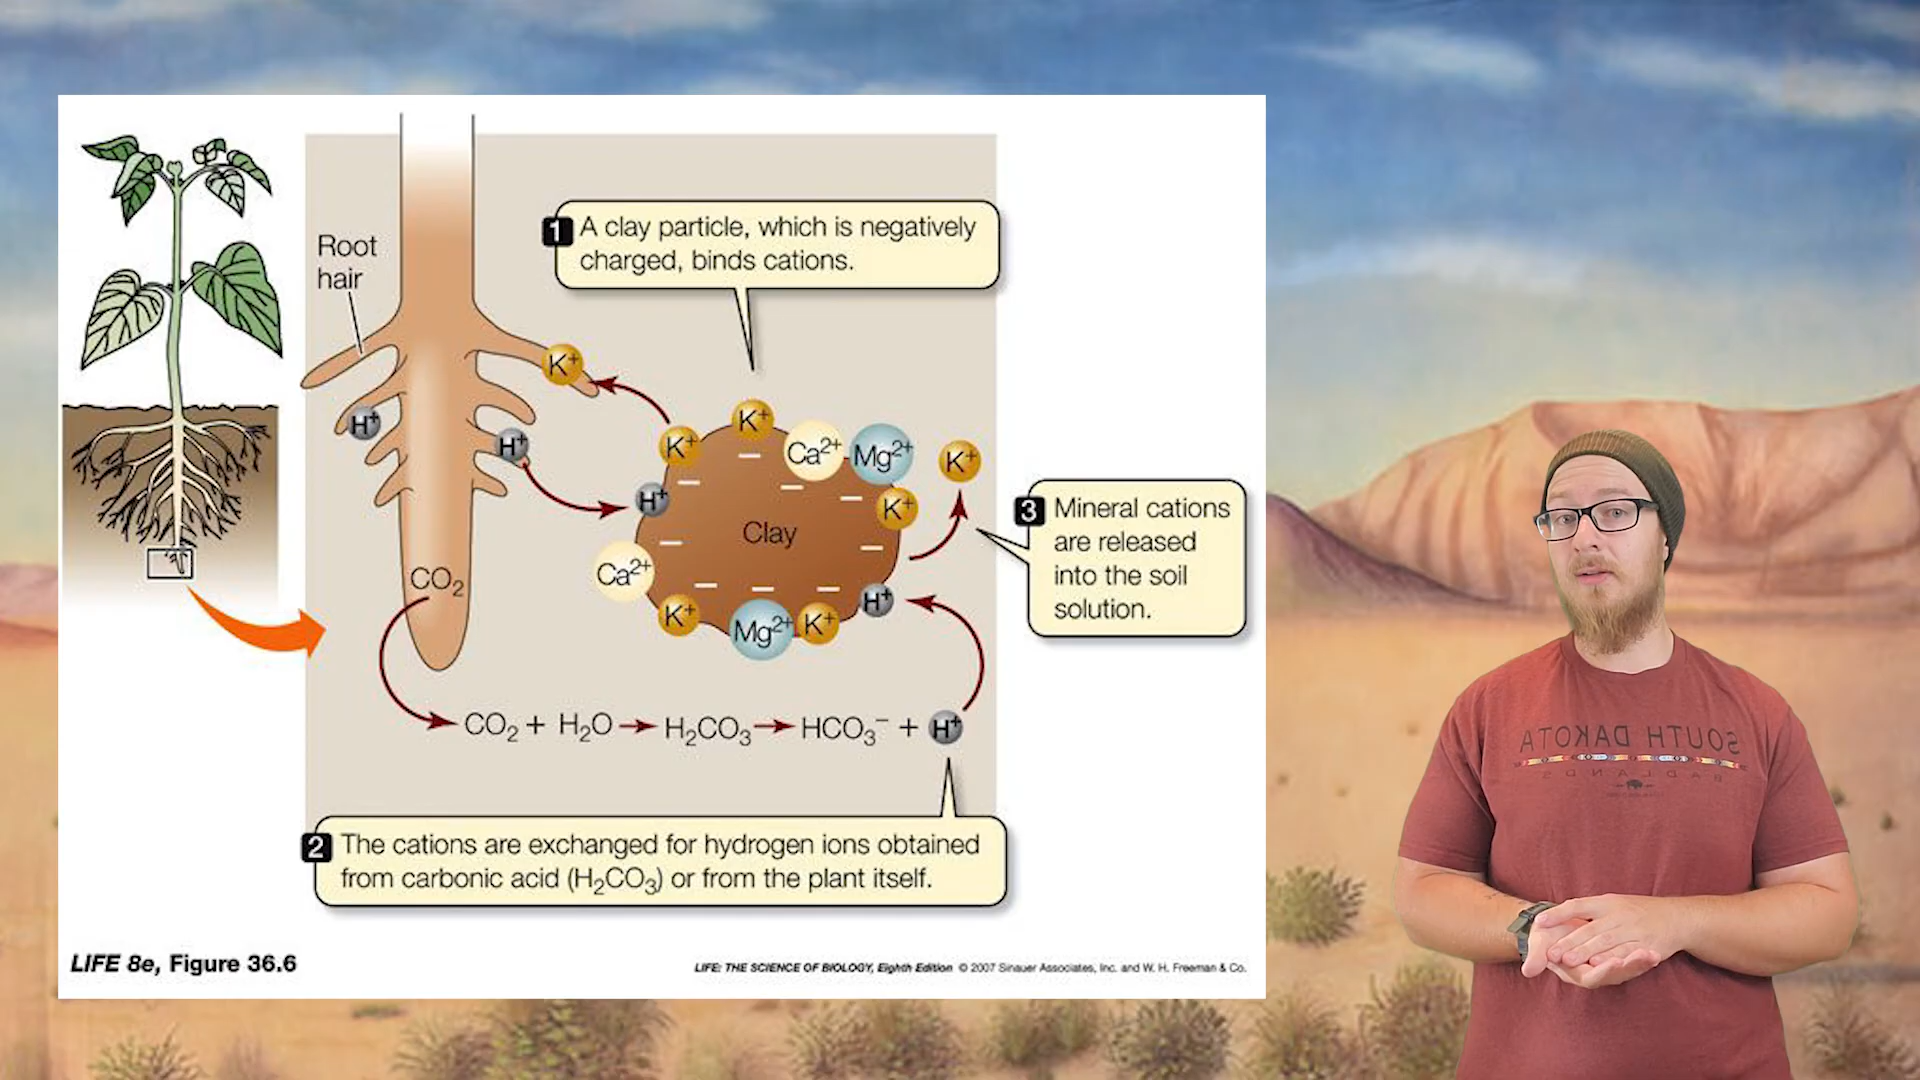 Root
hair
1 A clay particle, which is negatively
charged, binds cations.
K⁺
H⁺
H⁺
K⁺
K⁺
Ca²⁺
Mg²⁺
K⁺
K⁺
H⁺
Clay
Ca²⁺
K⁺
Mg²⁺
K⁺
H⁺
3 Mineral cations
are released
into the soil
solution.
CO₂
CO₂ + H₂O → H₂CO₃ → HCO₃⁻ + H⁺
2 The cations are exchanged for hydrogen ions obtained
from carbonic acid (H₂CO₃) or from the plant itself.
LIFE 8e, Figure 36.6
LIFE: THE SCIENCE OF BIOLOGY, Eighth Edition © 2007 Sinauer Associates, Inc. and W. H. Freeman & Co.
SOUTH DAKOTA
BADLANDS